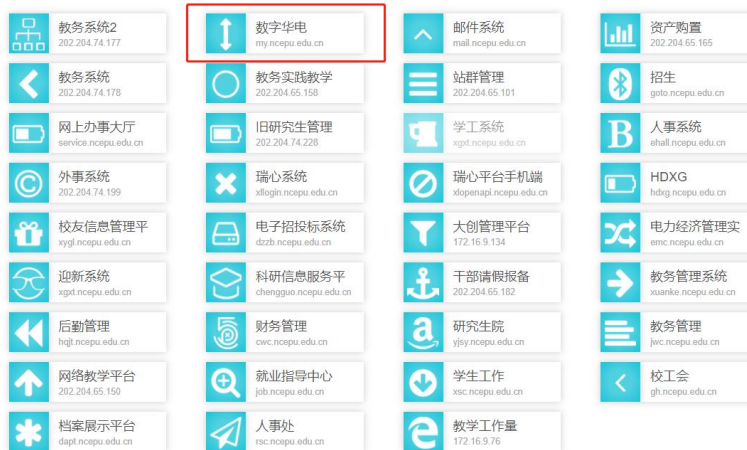 教务系统2
202.204.74.177
数字华电
my.ncepu.edu.cn
邮件系统
mail.ncepu.edu.cn
资产购置
202.204.65.165
教务系统
202.204.74.178
教务实践教学
202.204.65.158
站群管理
202.204.65.101
招生
goto.ncepu.edu.cn
网上办事大厅
service.ncepu.edu.cn
旧研究生管理
202.204.74.228
学工系统
xgxt.ncepu.edu.cn
B
人事系统
ehall.ncepu.edu.cn
外事系统
202.204.74.199
瑞心系统
xllogin.ncepu.edu.cn
瑞心平台手机端
xlopenapi.ncepu.edu.cn
HDXG
hdxg.ncepu.edu.cn
校友信息管理平
xygl.ncepu.edu.cn
电子招投标系统
dzzb.ncepu.edu.cn
大创管理平台
172.16.9.134
电力经济管理实
emc.ncepu.edu.cn
迎新系统
xgxt.ncepu.edu.cn
科研信息服务平
chengguo.ncepu.edu.cn
干部请假报备
202.204.65.182
教务管理系统
xuanke.ncepu.edu.cn
后勤管理
hqjt.ncepu.edu.cn
财务管理
cwc.ncepu.edu.cn
研究生院
yjsy.ncepu.edu.cn
教务管理
jwc.ncepu.edu.cn
网络教学平台
202.204.65.150
就业指导中心
job.ncepu.edu.cn
学生工作
xsc.ncepu.edu.cn
校工会
gh.ncepu.edu.cn
档案展示平台
dapt.ncepu.edu.cn
人事处
rsc.ncepu.edu.cn
教学工作量
172.16.9.76